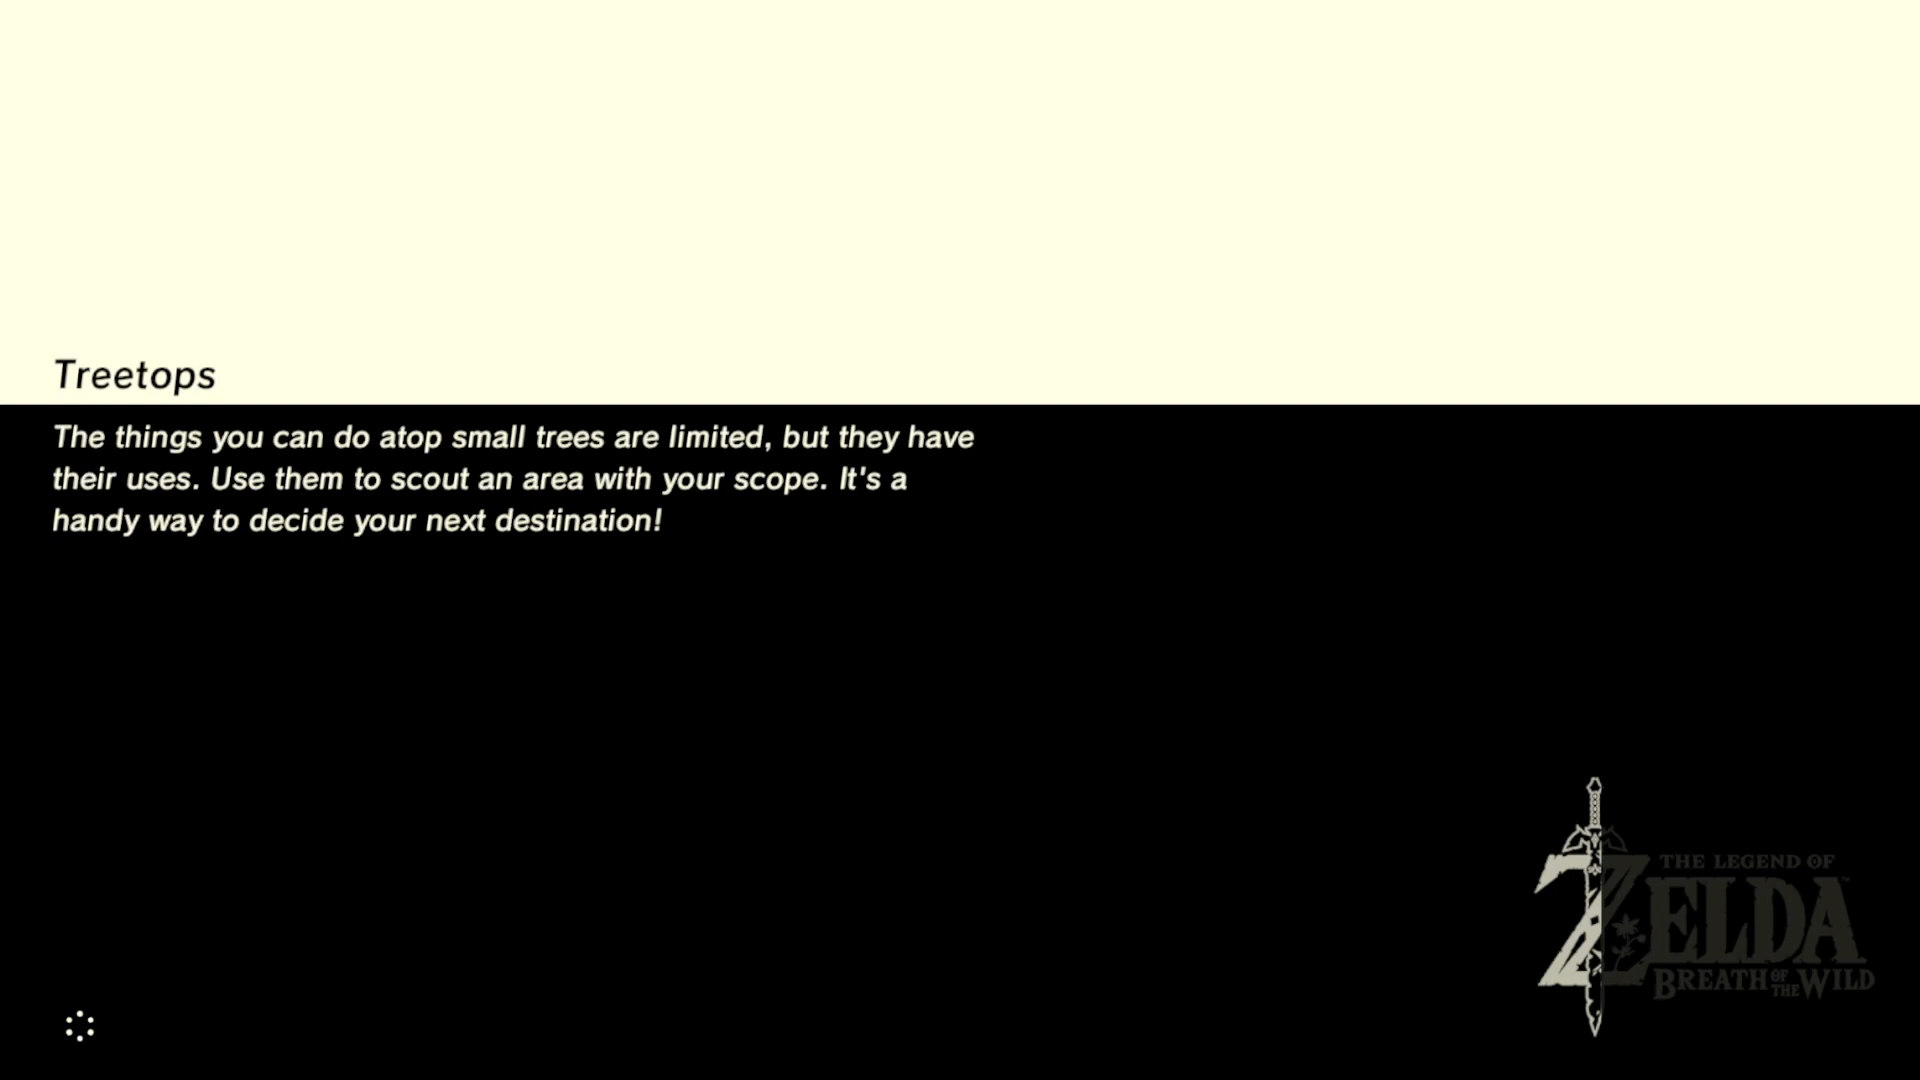 Treetops
The things you can do atop small trees are limited, but they have
their uses. Use them to scout an area with your scope. It's a
handy way to decide your next destination!
THE LEGEND OF
ZELDA™
BREATH OF THE WILD